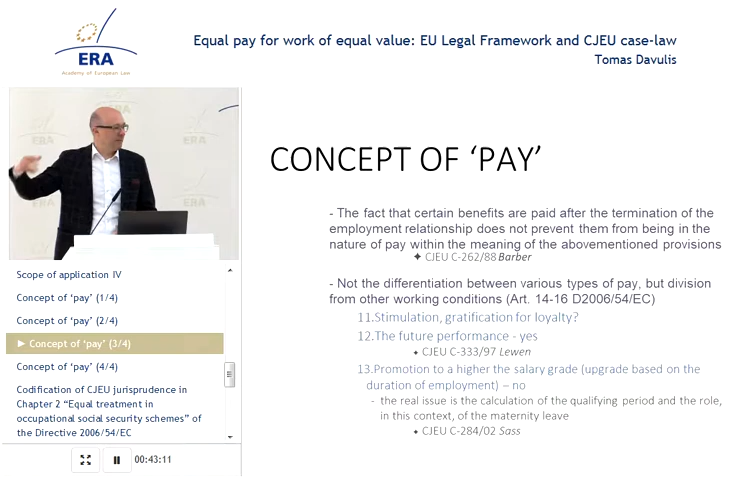 Equal pay for work of equal value: EU Legal Framework and CJEU case-law
Tomas Davulis
ERA
Academy of European Law
CONCEPT OF ‘PAY’
- The fact that certain benefits are paid after the termination of the
employment relationship does not prevent them from being in the
nature of pay within the meaning of the abovementioned provisions
✦ CJEU C-262/88 Barber
- Not the differentiation between various types of pay, but division
from other working conditions (Art. 14-16 D2006/54/EC)
11.Stimulation, gratification for loyalty?
12.The future performance - yes
✦ CJEU C-333/97 Lewen
13.Promotion to a higher the salary grade (upgrade based on the
duration of employment) – no
- the real issue is the calculation of the qualifying period and the role,
in this context, of the maternity leave
✦ CJEU C-284/02 Sass
ERA
ERA
ERA
Scope of application IV
Concept of ‘pay’ (1/4)
Concept of ‘pay’ (2/4)
► Concept of ‘pay’ (3/4)
Concept of ‘pay’ (4/4)
Codification of CJEU jurisprudence in
Chapter 2 “Equal treatment in
occupational social security schemes” of
the Directive 2006/54/EC
00:43:11